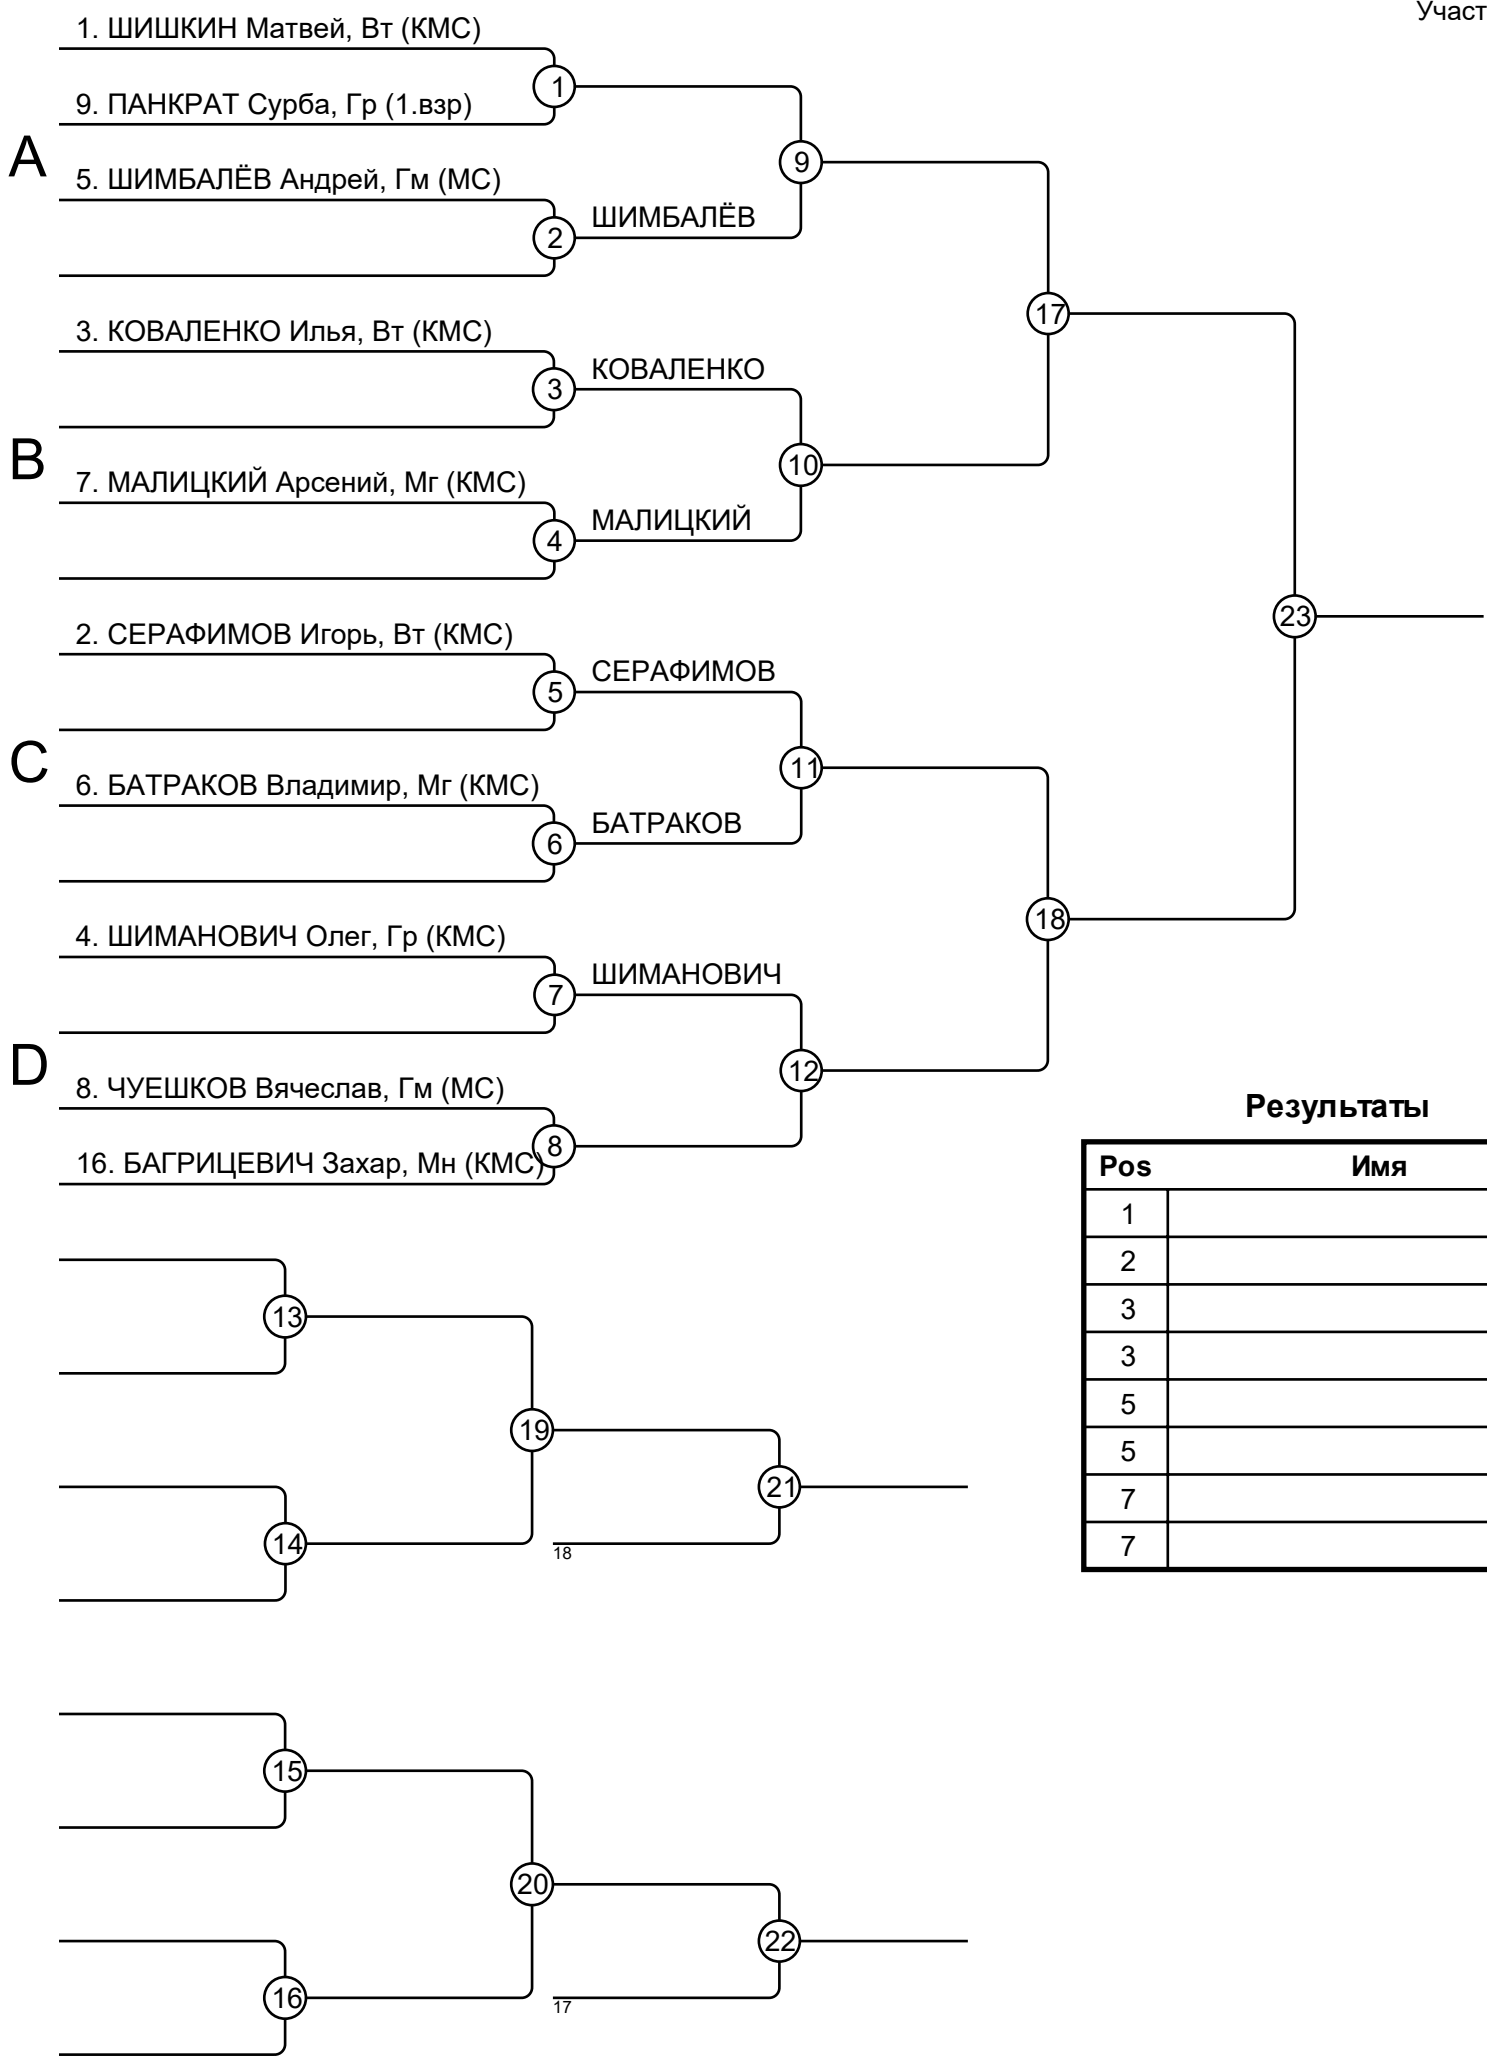 Участ
1. ШИШКИН Матвей, Вт (КМС)
1
9. ПАНКРАТ Сурба, Гр (1.взр)
A
9
5. ШИМБАЛЁВ Андрей, Гм (МС)
ШИМБАЛЁВ
2
17
3. КОВАЛЕНКО Илья, Вт (КМС)
КОВАЛЕНКО
3
B
10
7. МАЛИЦКИЙ Арсений, Мг (КМС)
МАЛИЦКИЙ
4
23
2. СЕРАФИМОВ Игорь, Вт (КМС)
СЕРАФИМОВ
5
C
11
6. БАТРАКОВ Владимир, Мг (КМС)
БАТРАКОВ
6
18
4. ШИМАНОВИЧ Олег, Гр (КМС)
ШИМАНОВИЧ
7
D
12
8. ЧУЕШКОВ Вячеслав, Гм (МС)
8
16. БАГРИЦЕВИЧ Захар, Мн (КМС)
Результаты
Pos Имя
1
2
3
3
5
5
7
7
13
19
21
14
18
15
20
22
16
17